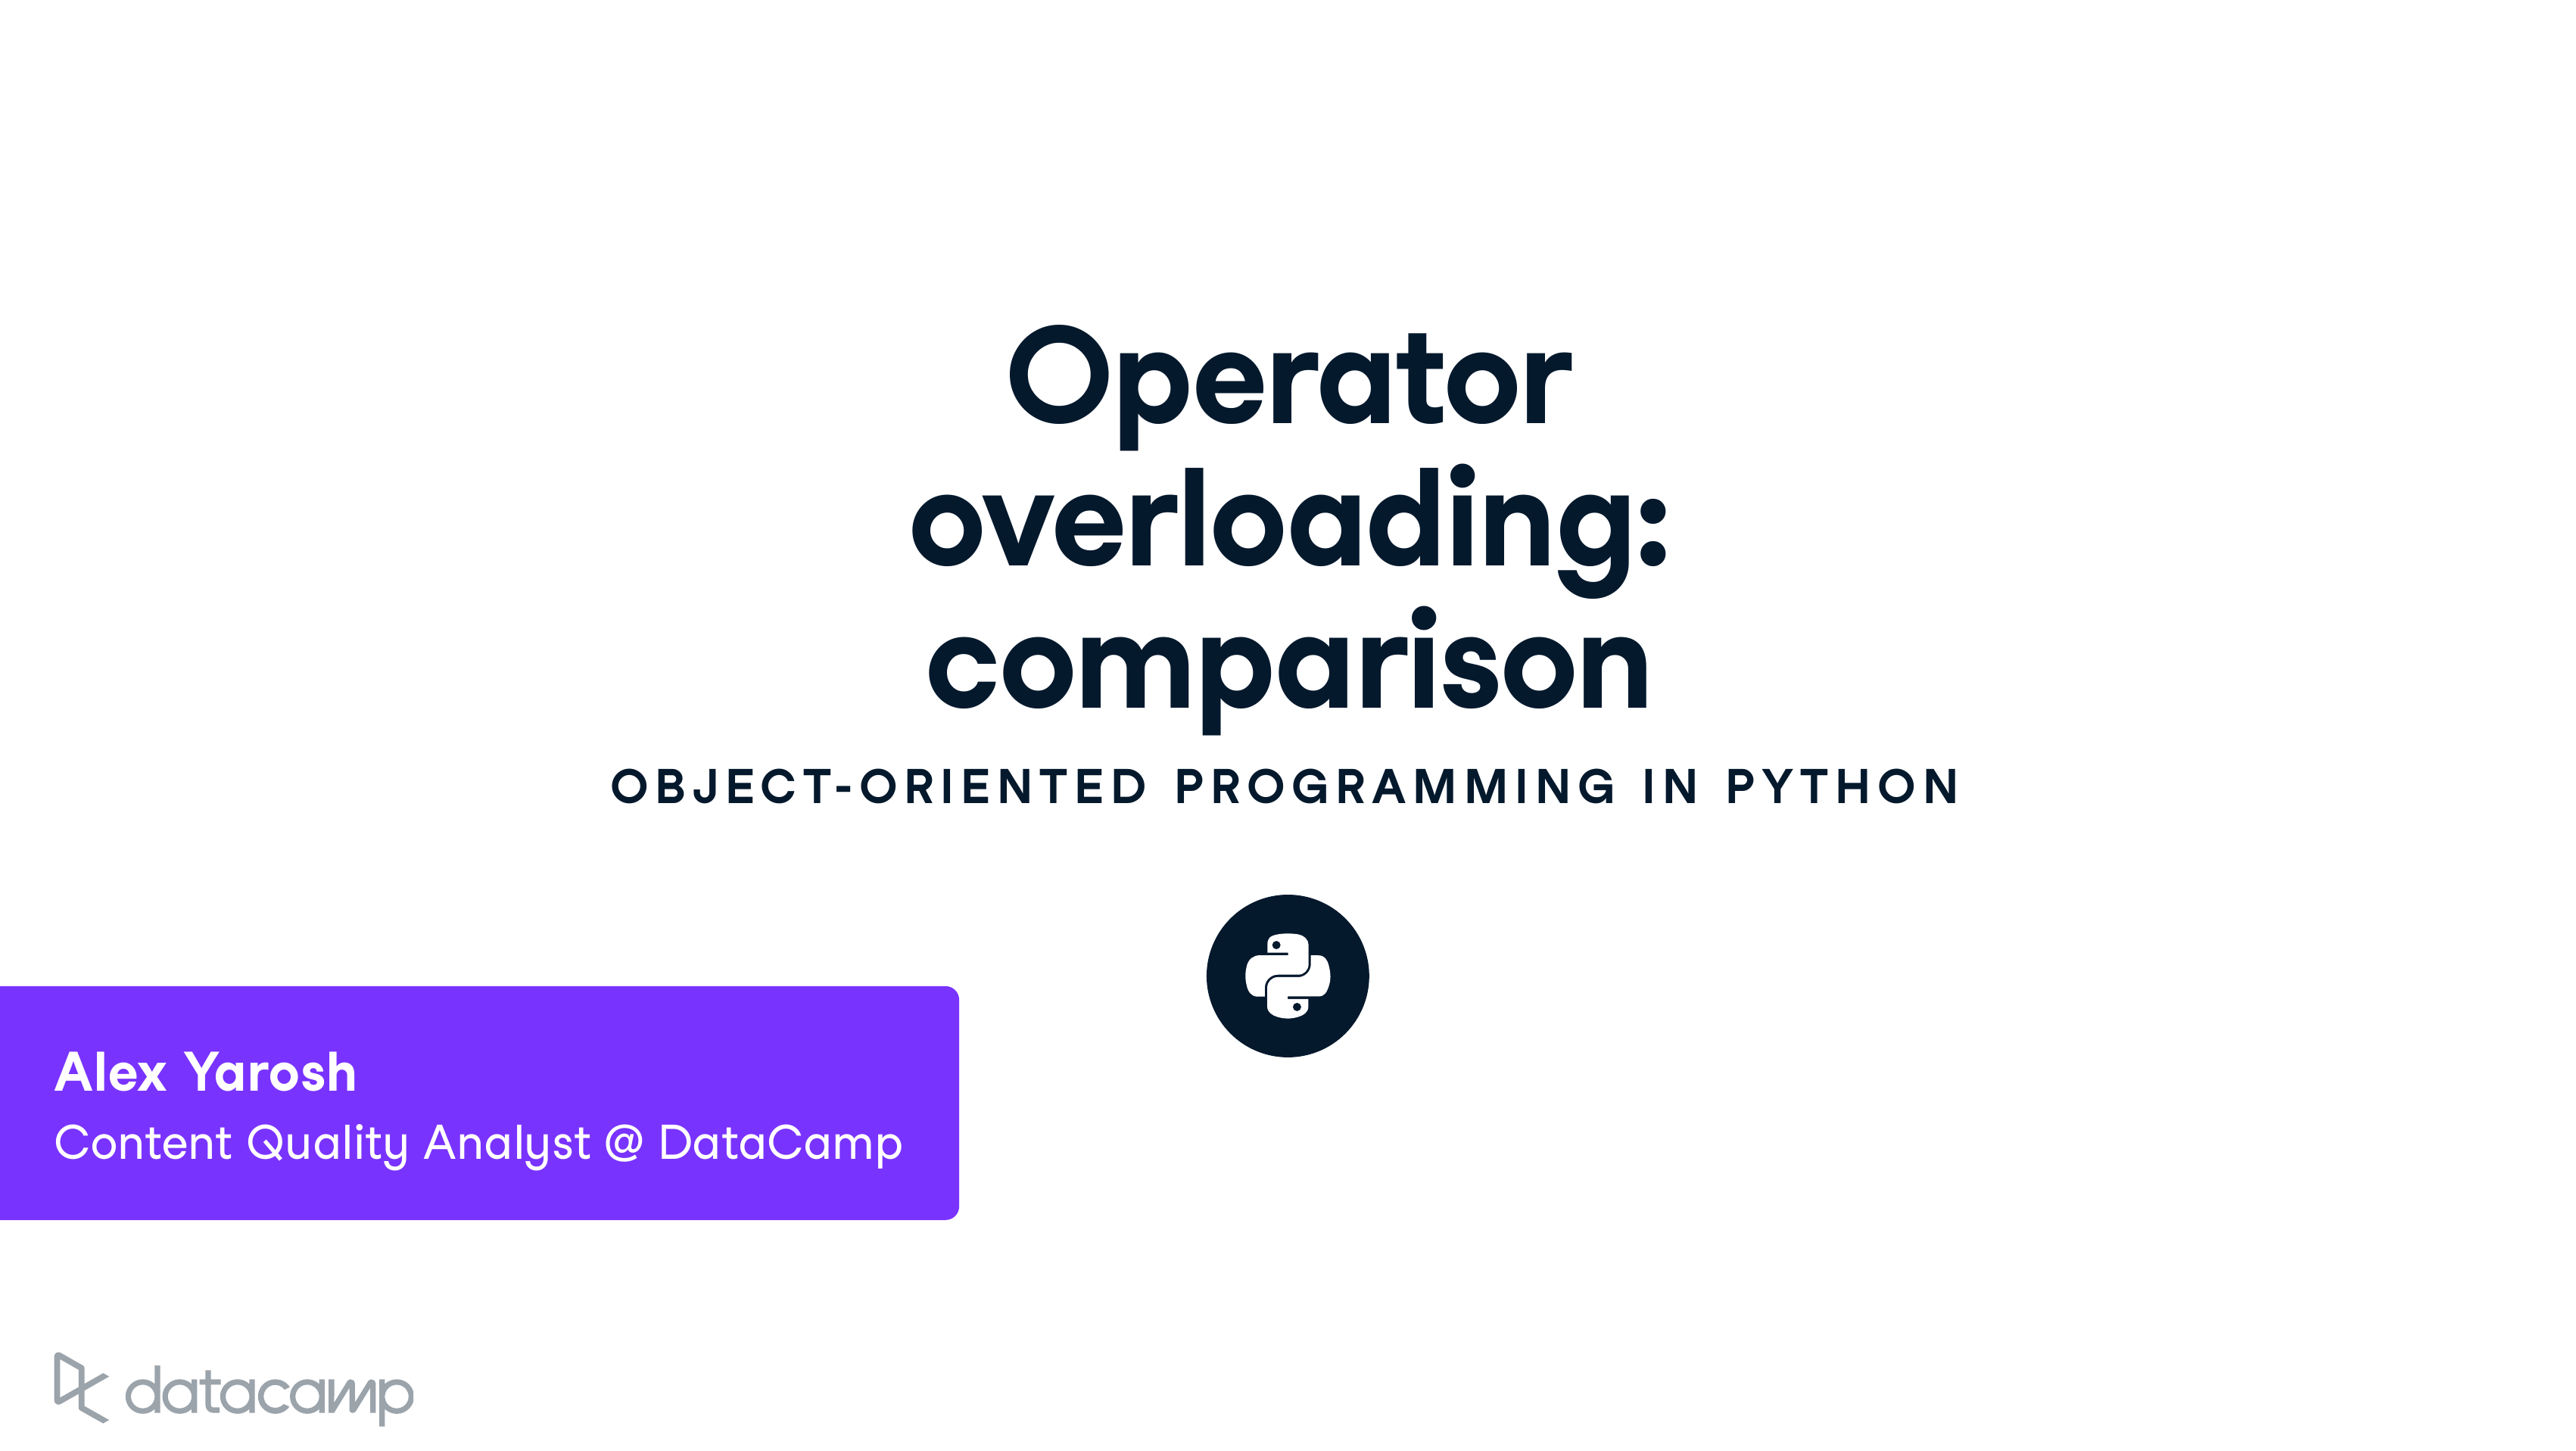 Operator
overloading:
comparison
OBJECT-ORIENTED PROGRAMMING IN PYTHON
Alex Yarosh
Content Quality Analyst @ DataCamp
datacamp